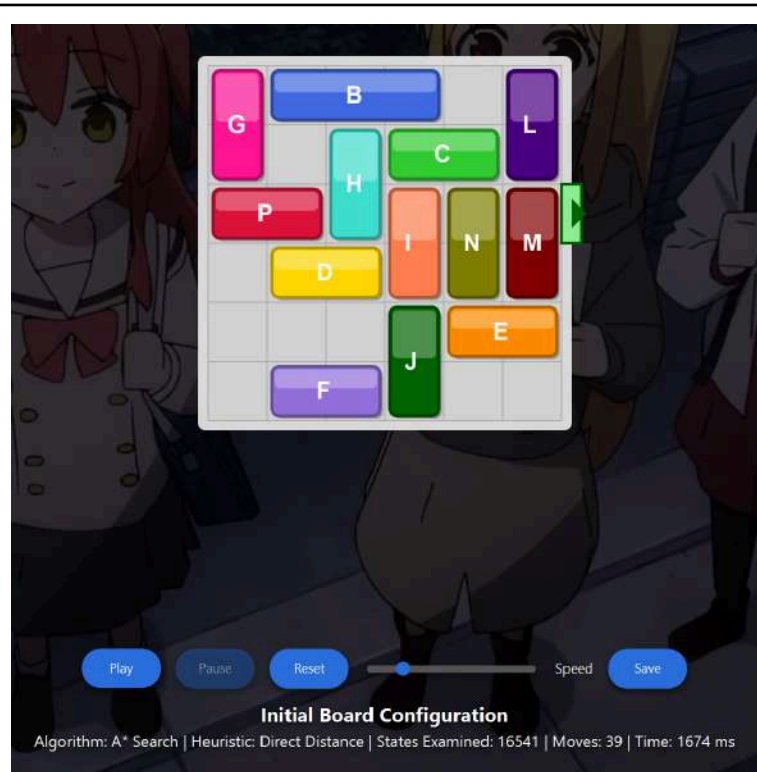 B
G
L
C
H
P
I
N
M
D
E
J
F
Play
Pause
Reset
Speed
Save
Initial Board Configuration
Algorithm: A* Search | Heuristic: Direct Distance | States Examined: 16541 | Moves: 39 | Time: 1674 ms